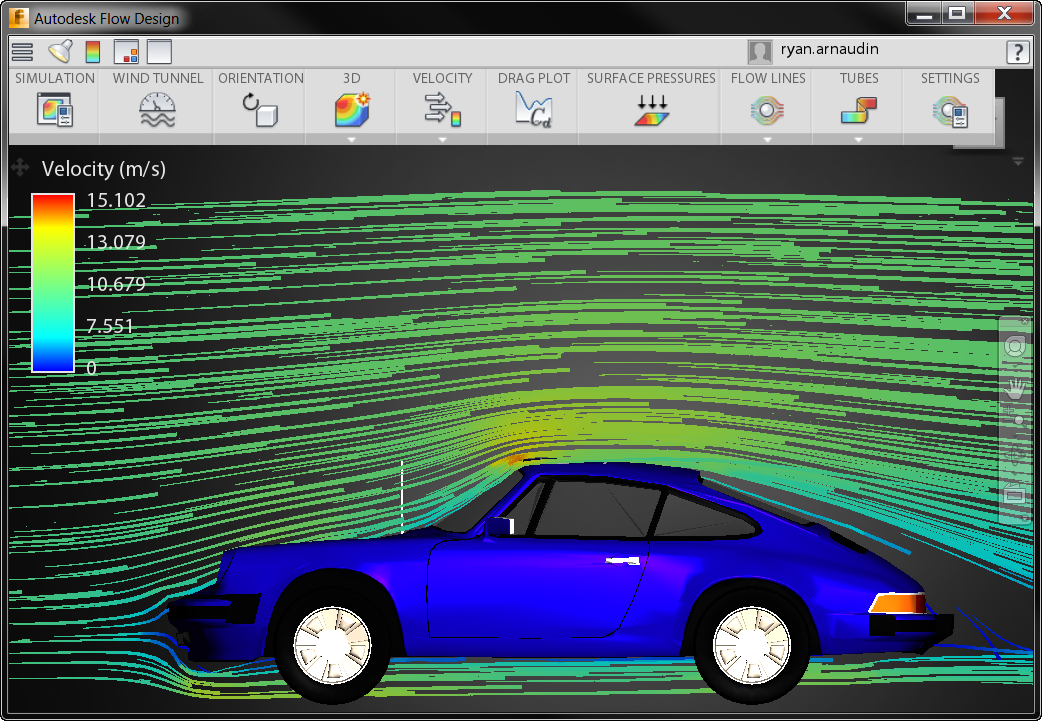 Autodesk Flow Design
ryan.arnaudin
?
SIMULATION WIND TUNNEL ORIENTATION 3D VELOCITY DRAG PLOT SURFACE PRESSURES FLOW LINES TUBES SETTINGS
Cd
Velocity (m/s)
15.102
13.079
10.679
7.551
0